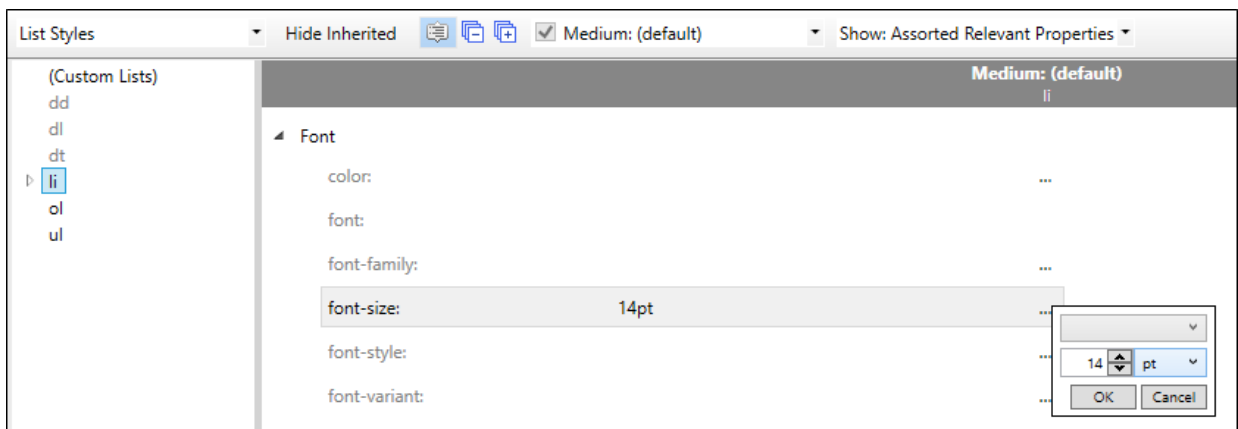 List Styles Hide Inherited Medium: (default) Show: Assorted Relevant Properties
(Custom Lists)
dd
dl
dt
li
ol
ul
Medium: (default)
li
Font
color: ...
font:
font-family: ...
font-size: 14pt ...
font-style: ...
font-variant: ...
14 pt
OK Cancel